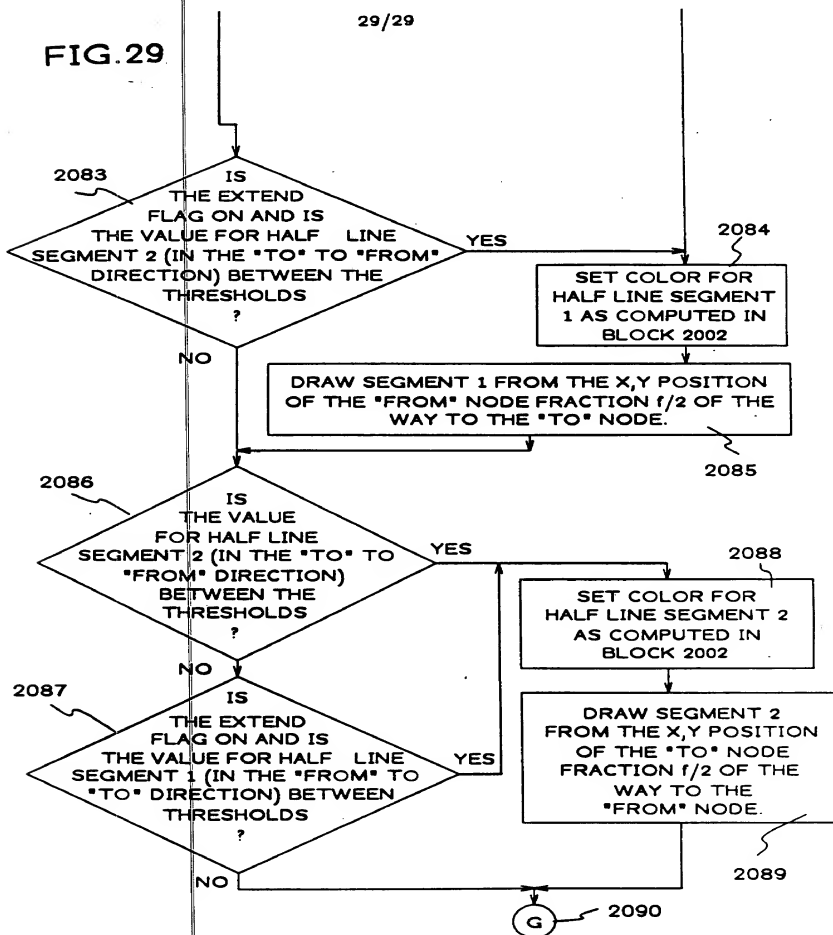 29/29
FIG.29
2083
IS
THE EXTEND
FLAG ON AND IS
THE VALUE FOR HALF LINE
SEGMENT 2 (IN THE "TO" TO "FROM"
DIRECTION) BETWEEN THE
THRESHOLDS
?
YES
NO
2084
SET COLOR FOR
HALF LINE SEGMENT
1 AS COMPUTED IN
BLOCK 2002
DRAW SEGMENT 1 FROM THE X,Y POSITION
OF THE "FROM" NODE FRACTION f/2 OF THE
WAY TO THE "TO" NODE.
2085
2086
IS
THE VALUE
FOR HALF LINE
SEGMENT 2 (IN THE "TO" TO
"FROM" DIRECTION)
BETWEEN THE
THRESHOLDS
?
YES
NO
2088
SET COLOR FOR
HALF LINE SEGMENT 2
AS COMPUTED IN
BLOCK 2002
2087
IS
THE EXTEND
FLAG ON AND IS
THE VALUE FOR HALF LINE
SEGMENT 1 (IN THE "FROM" TO
"TO" DIRECTION) BETWEEN
THRESHOLDS
?
YES
NO
DRAW SEGMENT 2
FROM THE X,Y POSITION
OF THE "TO" NODE
FRACTION f/2 OF THE
WAY TO THE
"FROM" NODE.
2089
G
2090